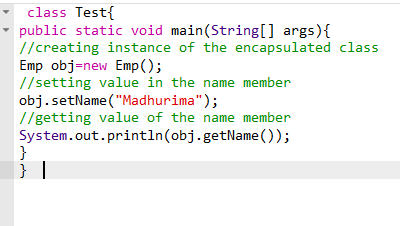 class Test{
public static void main(String[] args){
//creating instance of the encapsulated class
Emp obj=new Emp();
//setting value in the name member
obj.setName("Madhurima");
//getting value of the name member
System.out.println(obj.getName());
}
}